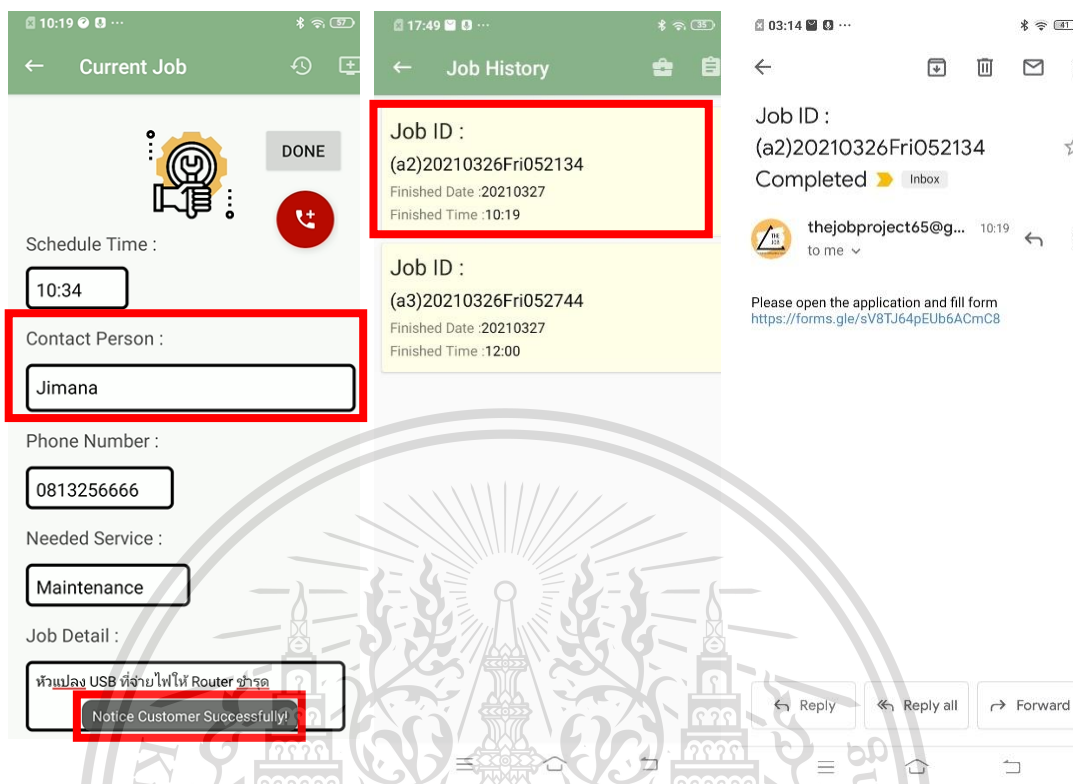 10:19
57
Current Job
DONE
Schedule Time :
10:34
Contact Person :
Jimana
Phone Number :
0813256666
Needed Service :
Maintenance
Job Detail :
หัวแปลง USB ที่จ่ายไฟให้ Router ชำรุด
Notice Customer Successfully!
17:49
35
Job History
Job ID :
(a2)20210326Fri052134
Finished Date :20210327
Finished Time :10:19
Job ID :
(a3)20210326Fri052744
Finished Date :20210327
Finished Time :12:00
03:14
41
Job ID :
(a2)20210326Fri052134
Completed Inbox
THE JOB
thejobproject65@g... 10:19
to me
Please open the application and fill form
https://forms.gle/sV8TJ64pEUb6ACmC8
Reply
Reply all
Forward